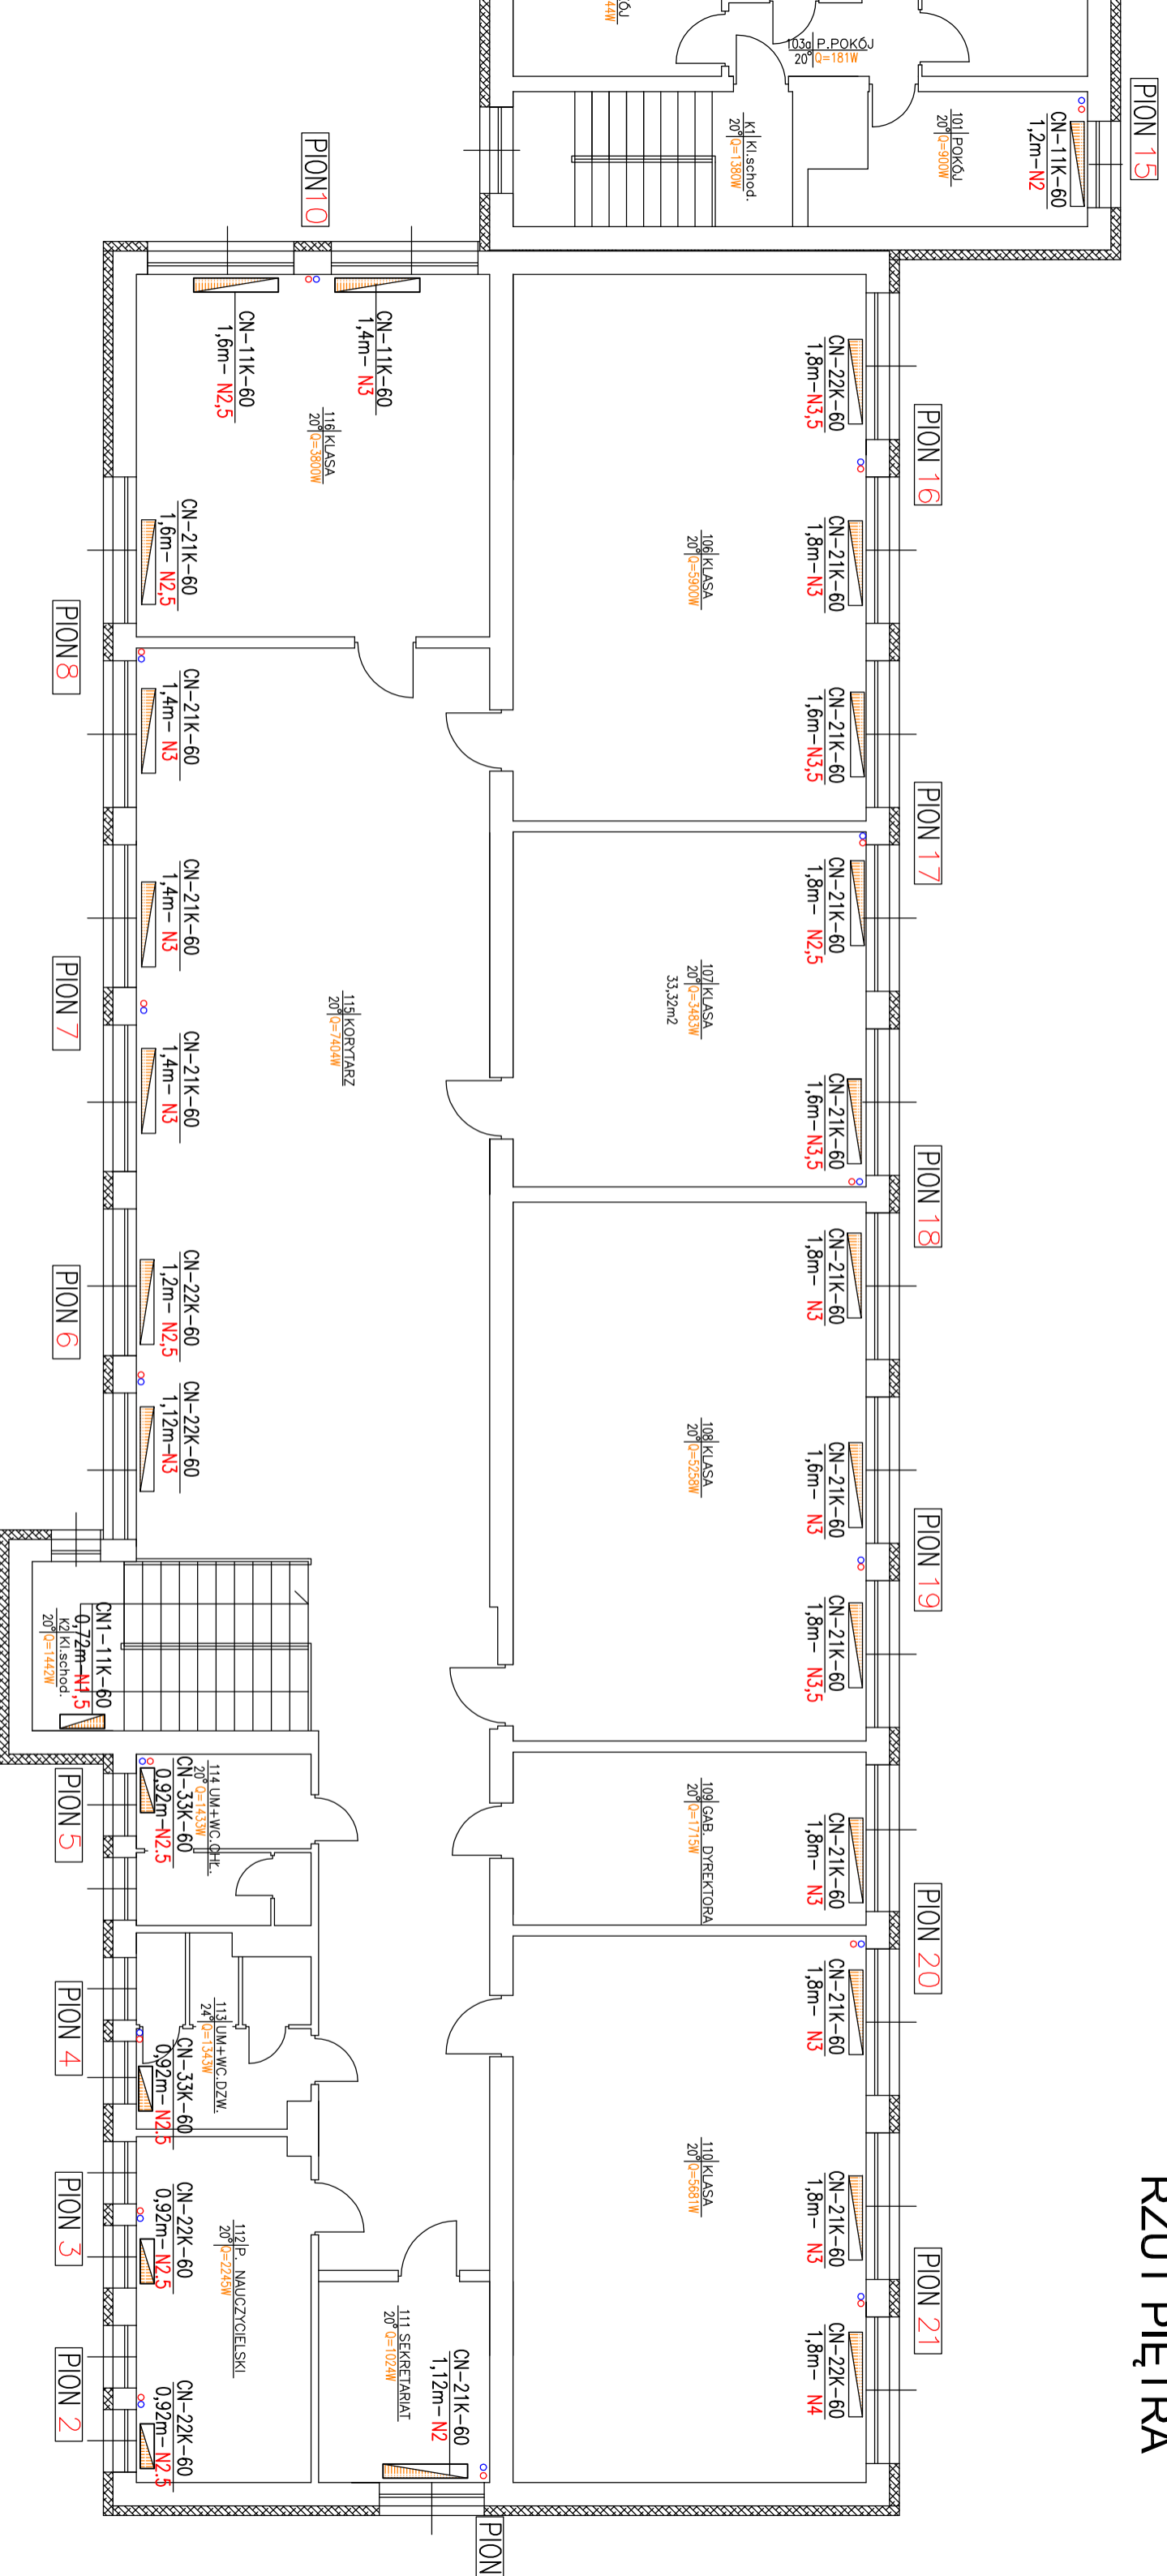 RZUT PIĘTRA
PION 15
CN-11K-60
1,2m-N2
101 POKÓJ
20° Q=900W
103a P.POKÓJ
20° Q=181W
44W
K1 Kl.schod.
20° Q=1380W
PION 16
PION 17
PION 18
PION 19
PION 20
PION 21
CN-22K-60
1,8m-N3,5
CN-21K-60
1,8m-N3
CN-21K-60
1,6m-N3,5
CN-21K-60
1,8m- N2,5
CN-21K-60
1,6m-N3,5
CN-21K-60
1,8m- N3
CN-21K-60
1,6m- N3
CN-21K-60
1,8m- N3,5
CN-21K-60
1,8m- N3
CN-21K-60
1,8m- N3
CN-21K-60
1,8m- N3
CN-22K-60
1,8m- N4
106 KLASA
20° Q=5900W
107 KLASA
20° Q=3483W
33,32m2
108 KLASA
20° Q=5258W
109 GAB. DYREKTORA
20° Q=1715W
110 KLASA
20° Q=5681W
PION
CN-21K-60
1,12m- N2
111 SEKRETARIAT
20° Q=1024W
PION 10
CN-11K-60
1,4m- N3
CN-11K-60
1,6m- N2,5
116 KLASA
20° Q=3800W
115 KORYTARZ
20° Q=7404W
112 P. NAUCZYCIELSKI
20° Q=2245W
113 UM+WC.DZW.
24° Q=1343W
114 UM+WC.CHŁ.
20° Q=1433W
CN-21K-60
1,6m- N2,5
CN-21K-60
1,4m- N3
CN-21K-60
1,4m- N3
CN-21K-60
1,4m- N3
CN-22K-60
1,2m- N2,5
CN-22K-60
1,12m-N3
CN-33K-60
0,92m-N2.5
CN-33K-60
0,92m- N2.5
CN-22K-60
0,92m- N2.5
CN-22K-60
0,92m- N2.5
CN1-11K-60
0,72m-N1,5
K2 Kl.schod.
20° Q=1442W
PION 8
PION 7
PION 6
PION 5
PION 4
PION 3
PION 2